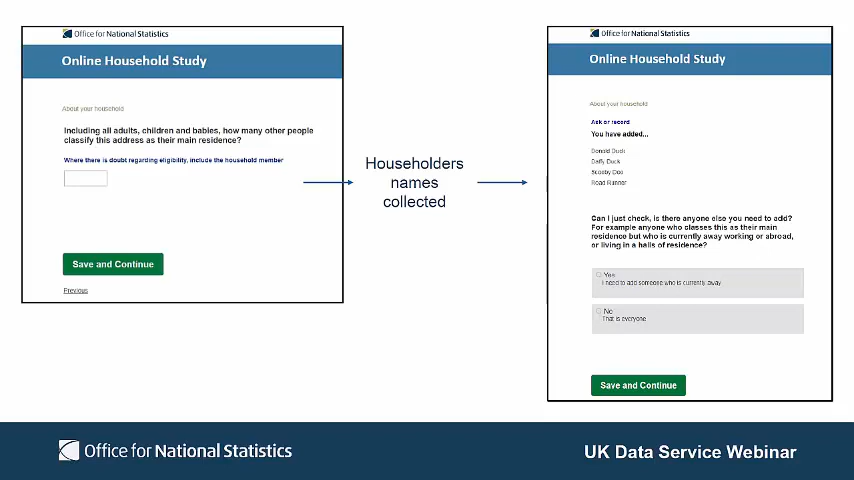 Office for National Statistics
Online Household Study
About your household
Including all adults, children and babies, how many other people
classify this address as their main residence?
Where there is doubt regarding eligibility, include the household member
Save and Continue
Previous
Householders
names
collected
Office for National Statistics
Online Household Study
About your household
Ask or record
You have added...
Donald Duck
Daffy Duck
Scooby Doo
Road Runner
Can I just check, is there anyone else you need to add?
For example anyone who classes this as their main
residence but who is currently away working or abroad,
or living in a halls of residence?
Yes
I need to add someone who is currently away
No
That is everyone
Save and Continue
Office for National Statistics
UK Data Service Webinar